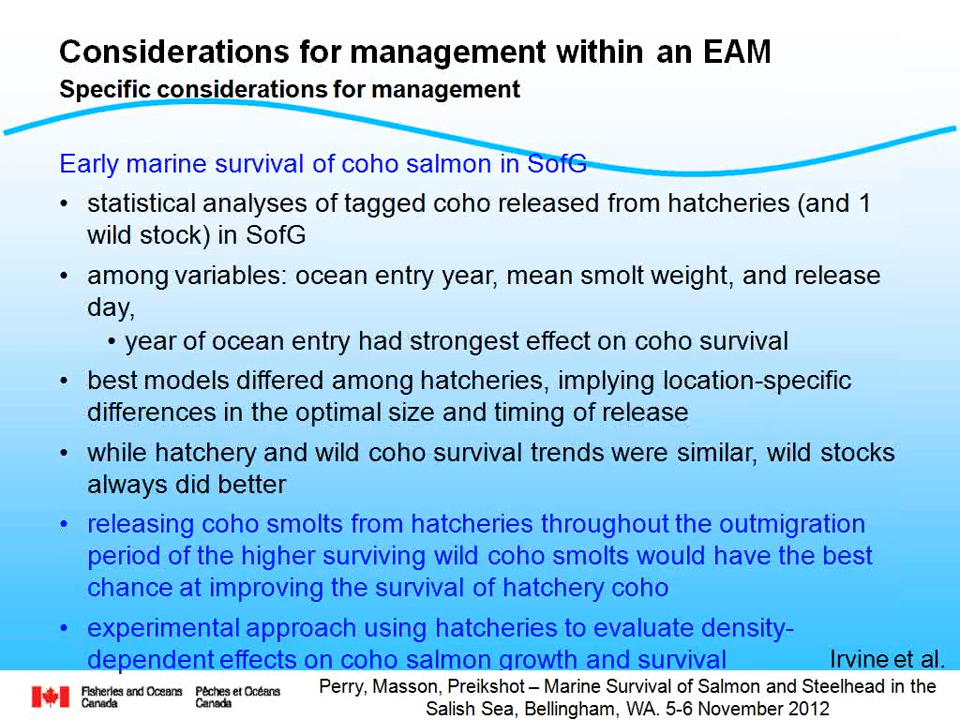 Considerations for management within an EAM
Specific considerations for management
Early marine survival of coho salmon in SofG
• statistical analyses of tagged coho released from hatcheries (and 1
wild stock) in SofG
• among variables: ocean entry year, mean smolt weight, and release
day,
• year of ocean entry had strongest effect on coho survival
• best models differed among hatcheries, implying location-specific
differences in the optimal size and timing of release
• while hatchery and wild coho survival trends were similar, wild stocks
always did better
• releasing coho smolts from hatcheries throughout the outmigration
period of the higher surviving wild coho smolts would have the best
chance at improving the survival of hatchery coho
• experimental approach using hatcheries to evaluate density-
dependent effects on coho salmon growth and survival
Irvine et al.
Fisheries and Oceans
Canada
Pêches et Océans
Canada
Perry, Masson, Preikshot – Marine Survival of Salmon and Steelhead in the
Salish Sea, Bellingham, WA. 5-6 November 2012